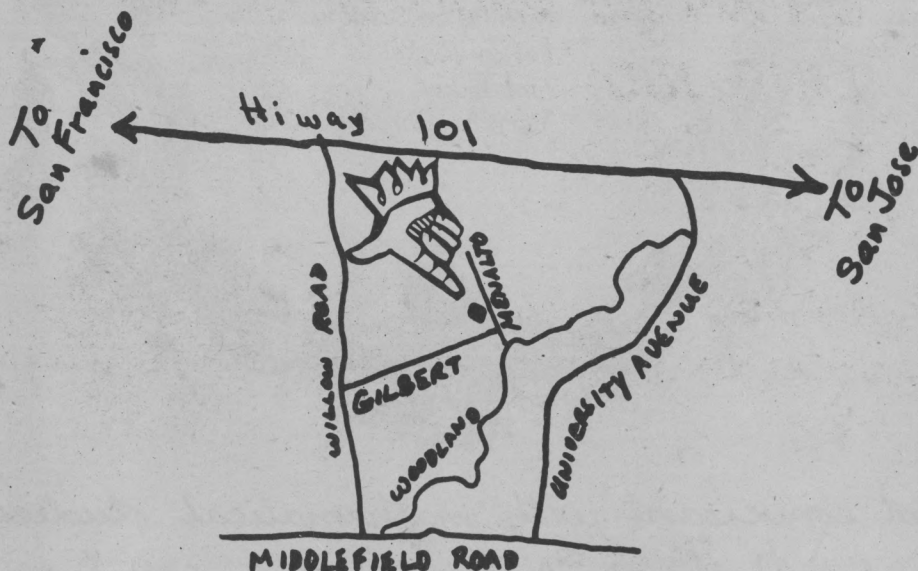 TO
San Francisco
Hiway 101
TO
San Jose
WILLOW ROAD
MENALTO
GILBERT
WOODLAND
UNIVERSITY AVENUE
MIDDLEFIELD ROAD